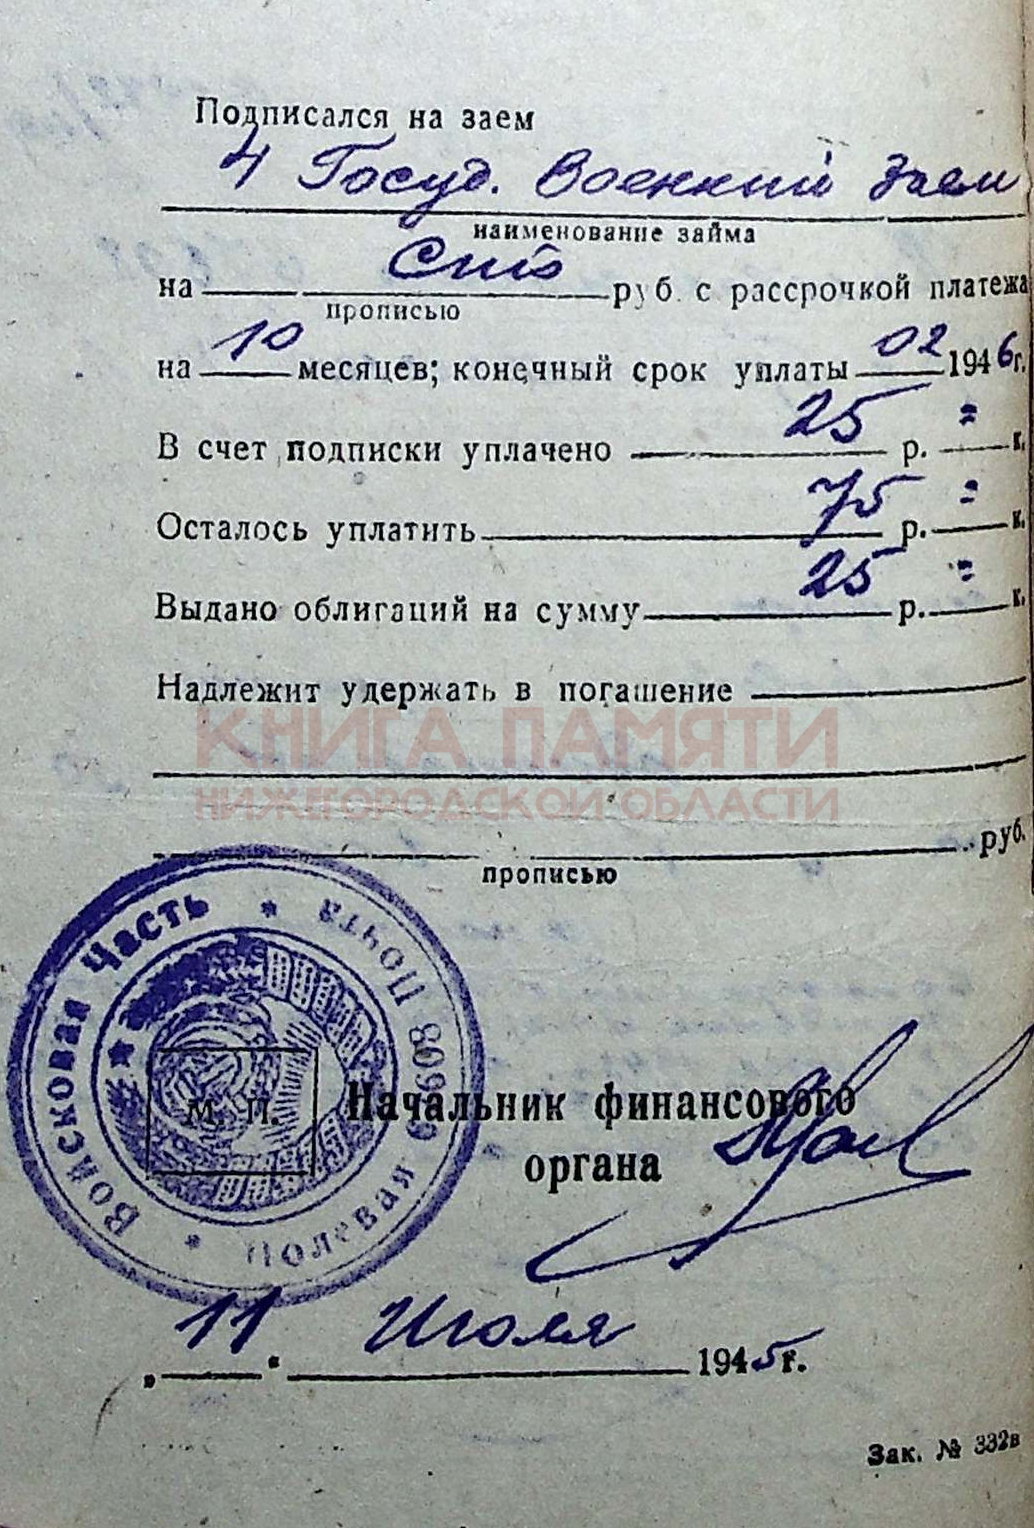 Подписался на заем
4 Госуд. Военний Заем
наименование займа
на Сто руб. с рассрочкой платежа
прописью
на 10 месяцев; конечный срок уплаты 02 1946 г.
В счет подписки уплачено 25 р. = к.
Осталось уплатить 75 р. = к.
Выдано облигаций на сумму 25 р. = к.
Надлежит удержать в погашение
КНИГА ПАМЯТИ
НИЖЕГОРОДСКОЙ ОБЛАСТИ
руб.
прописью
Войсковая Часть * Полевая Почта *
М. П.
Начальник финансового
органа
„11“ Июля 1945 г.
Зак. № 332в